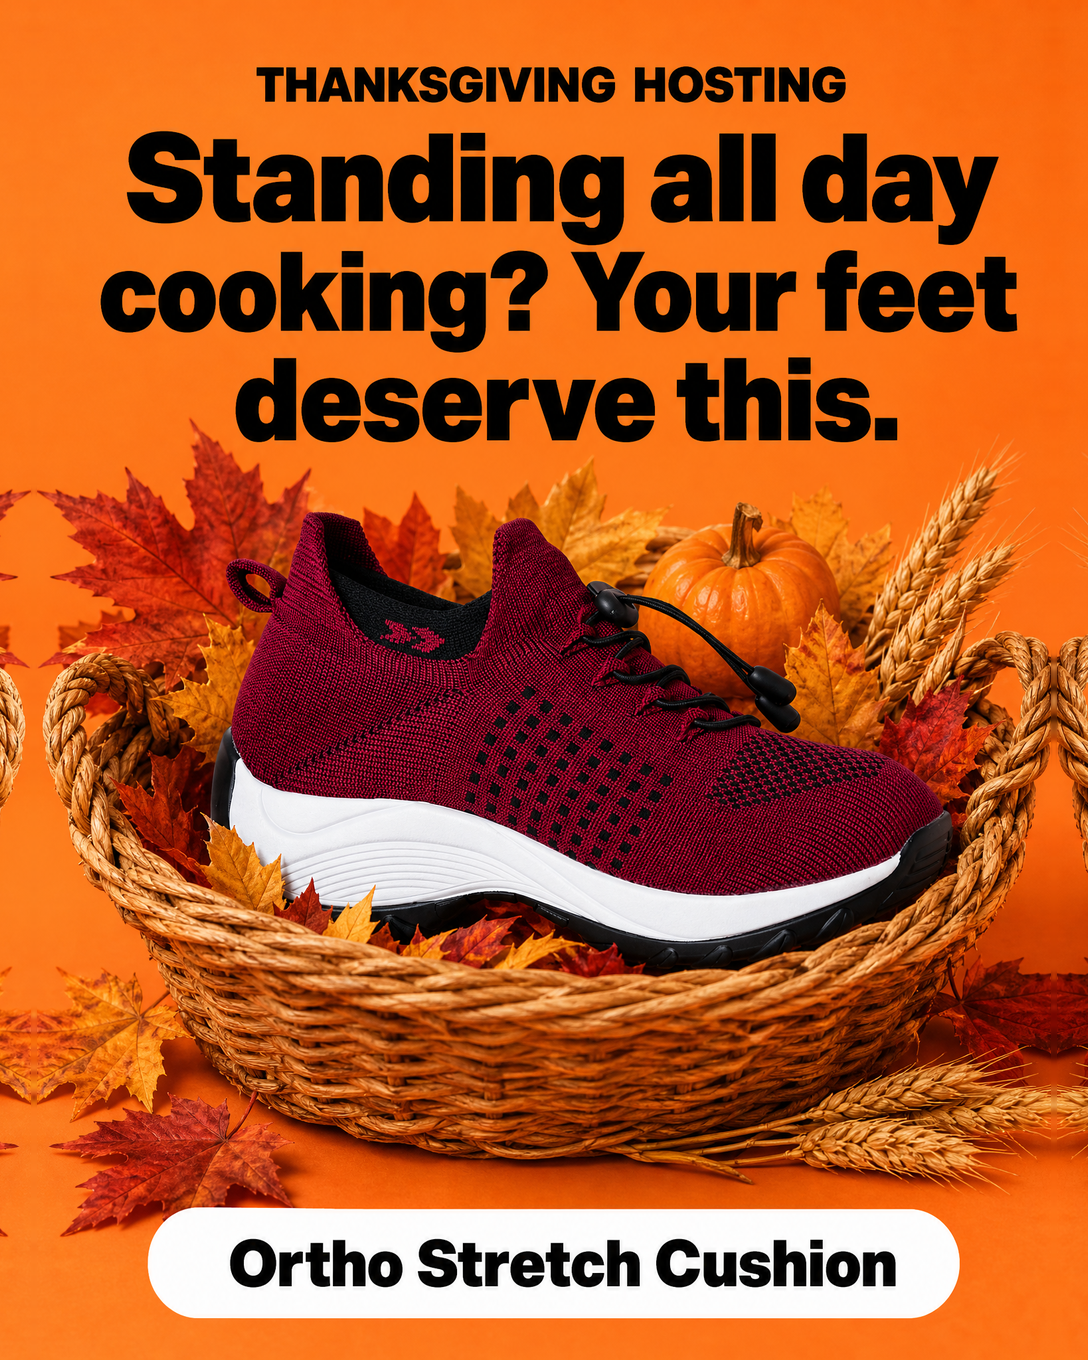 THANKSGIVING HOSTING
Standing all day
cooking? Your feet
deserve this.
Ortho Stretch Cushion